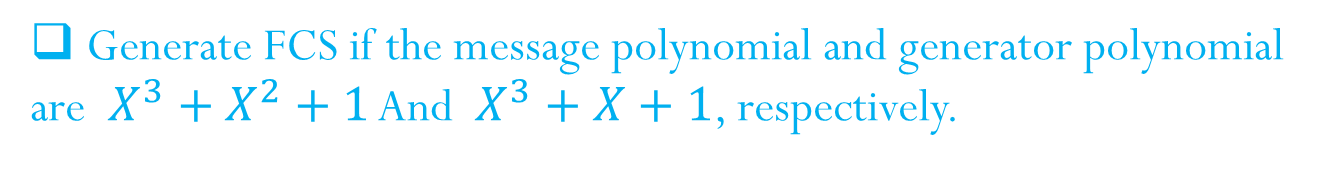 ❑ Generate FCS if the message polynomial and generator polynomial
are X³ + X² + 1 And X³ + X + 1, respectively.